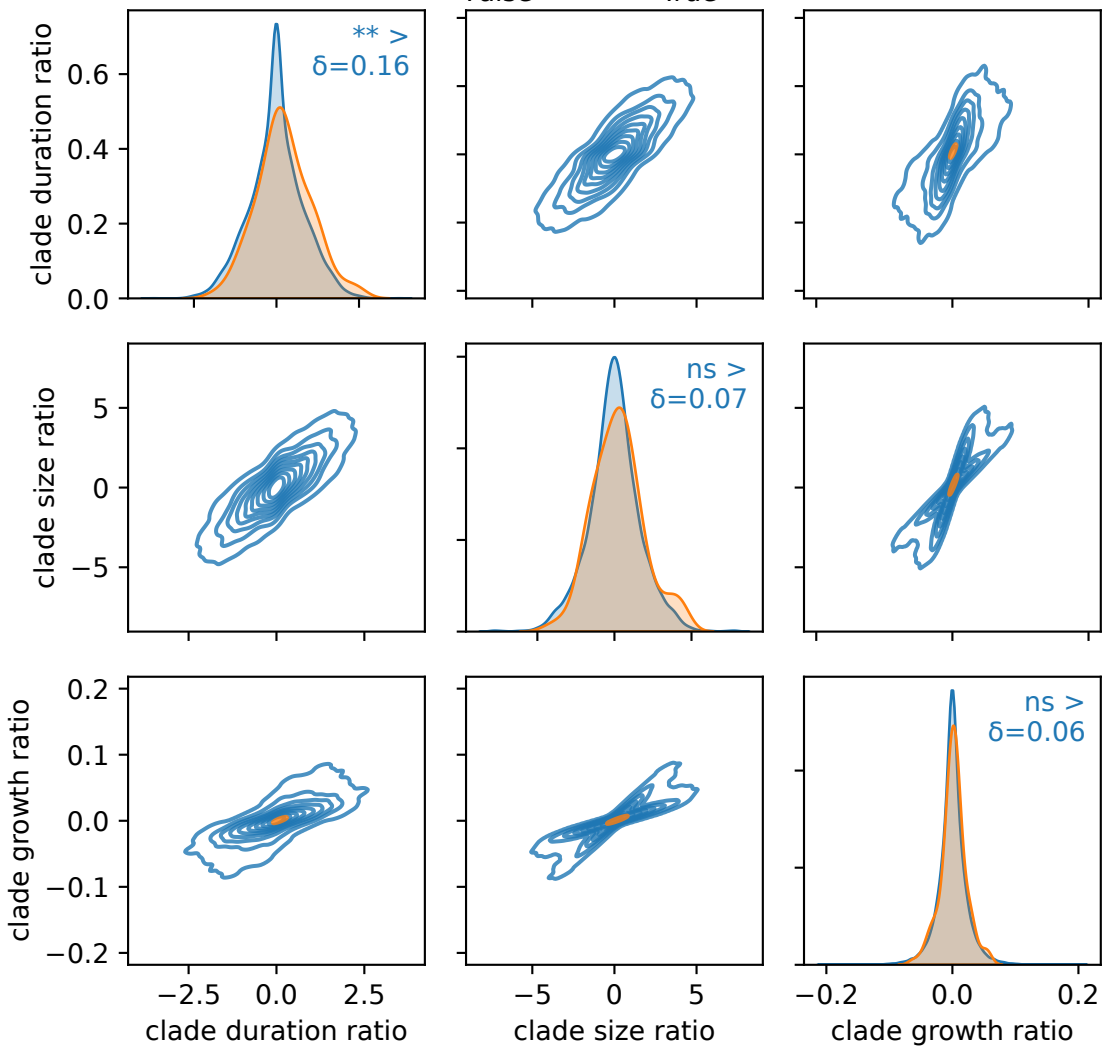 ** >
δ=0.16
clade duration ratio
0.6
0.4
0.2
0.0
ns >
δ=0.07
clade size ratio
5
0
−5
ns >
δ=0.06
clade growth ratio
0.2
0.1
0.0
−0.1
−0.2
−2.5 0.0 2.5
−5 0 5
−0.2 0.0 0.2
clade duration ratio
clade size ratio
clade growth ratio